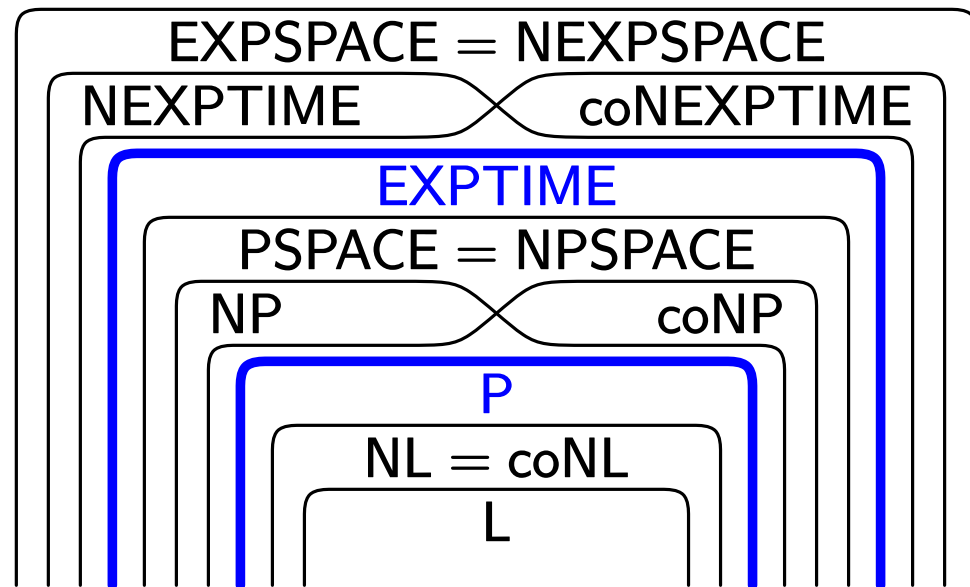 EXPSPACE = NEXPSPACE
NEXPTIME coNEXPTIME
EXPTIME
PSPACE = NPSPACE
NP coNP
P
NL = coNL
L